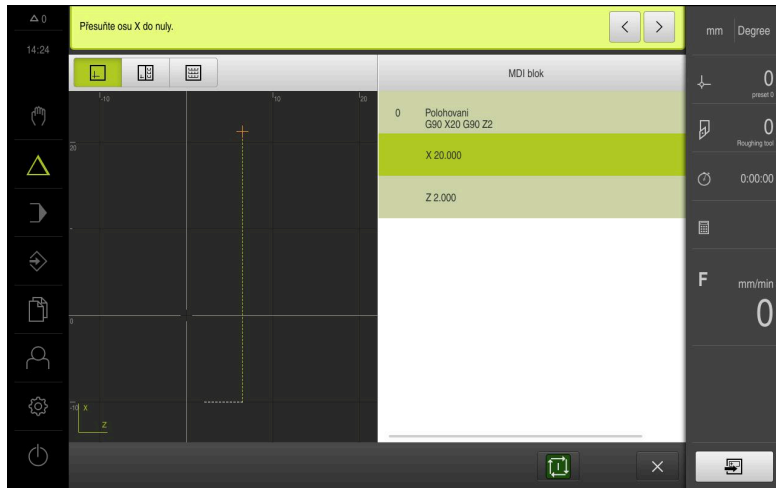 0
14:24
Přesuňte osu X do nuly.
mm
Degree
MDI blok
-10
10
20
0
Polohovani
G90 X20 G90 Z2
X 20.000
Z 2.000
20
0
-10
X
Z
0
preset 0
0
Roughing tool
0:00:00
F
mm/min
0